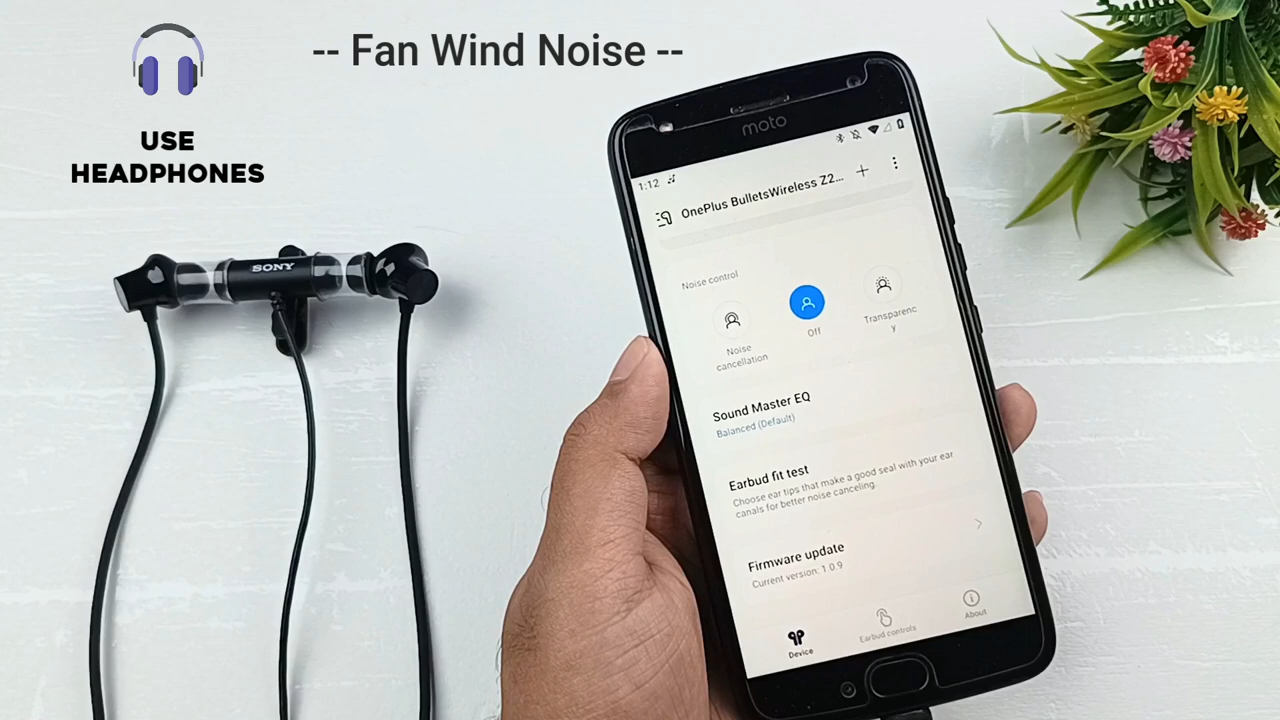 -- Fan Wind Noise --
USE
HEADPHONES
SONY
moto
1:12
OnePlus BulletsWireless Z2...
Noise control
Noise
cancellation
Off
Transparenc
y
Sound Master EQ
Balanced (Default)
Earbud fit test
Choose ear tips that make a good seal with your ear
canals for better noise canceling.
Firmware update
Current version: 1.0.9
Device
Earbud controls
About